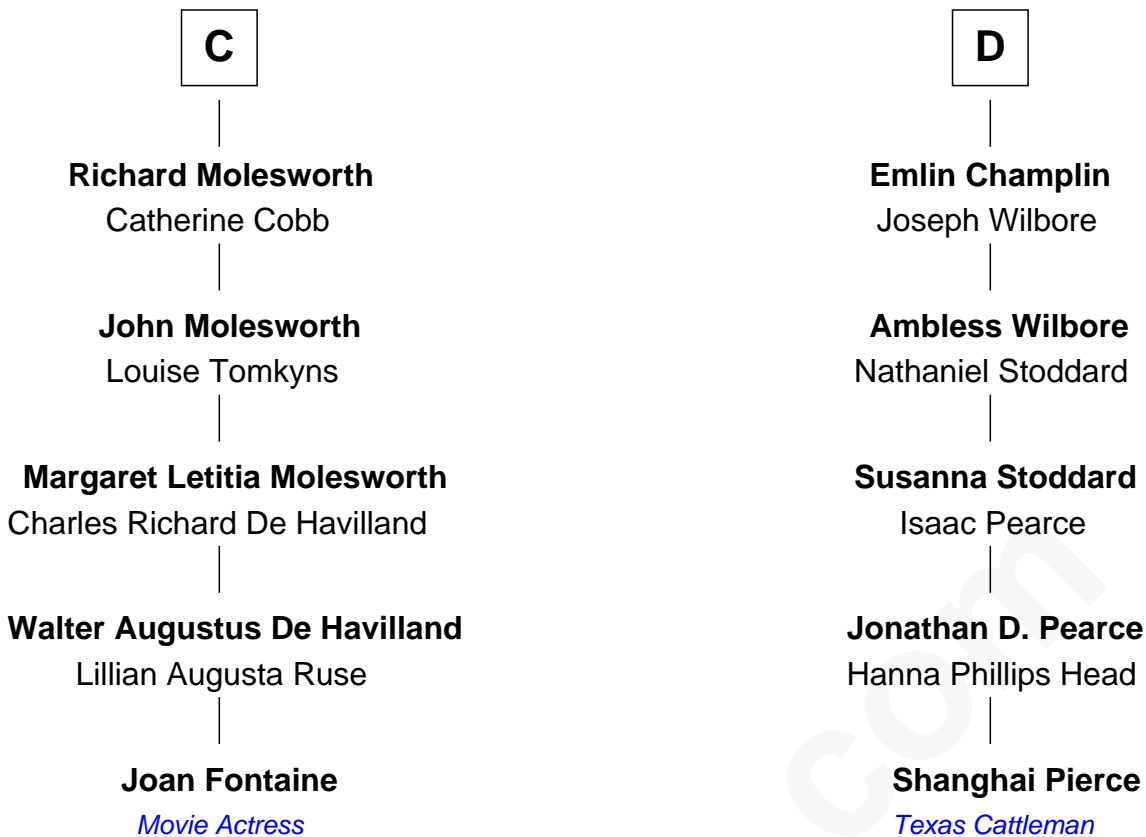 C
Richard Molesworth
Catherine Cobb
John Molesworth
Louise Tomkyns
Margaret Letitia Molesworth
Charles Richard De Havilland
Walter Augustus De Havilland
Lillian Augusta Ruse
Joan Fontaine
Movie Actress
D
Emlin Champlin
Joseph Wilbore
Ambless Wilbore
Nathaniel Stoddard
Susanna Stoddard
Isaac Pearce
Jonathan D. Pearce
Hanna Phillips Head
Shanghai Pierce
Texas Cattleman
com